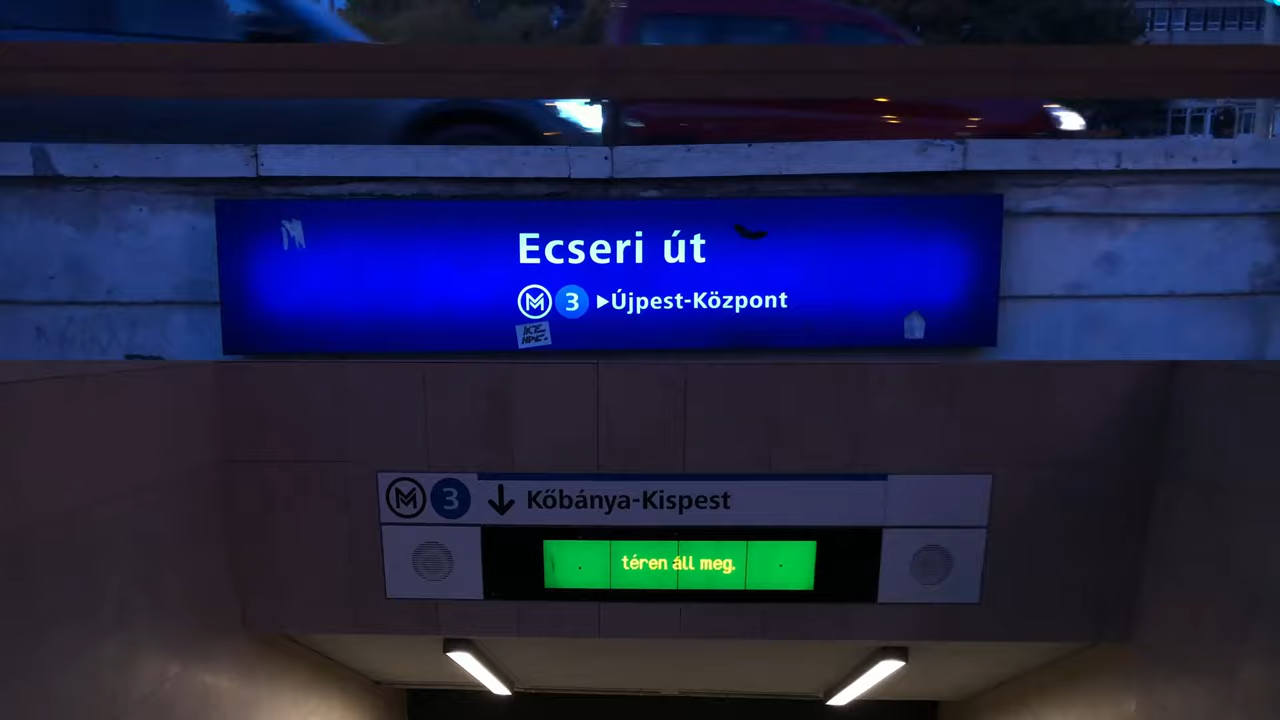 Ecseri út
M 3 ▶Újpest-Központ
M 3 ↓ Kőbánya-Kispest
téren áll meg.